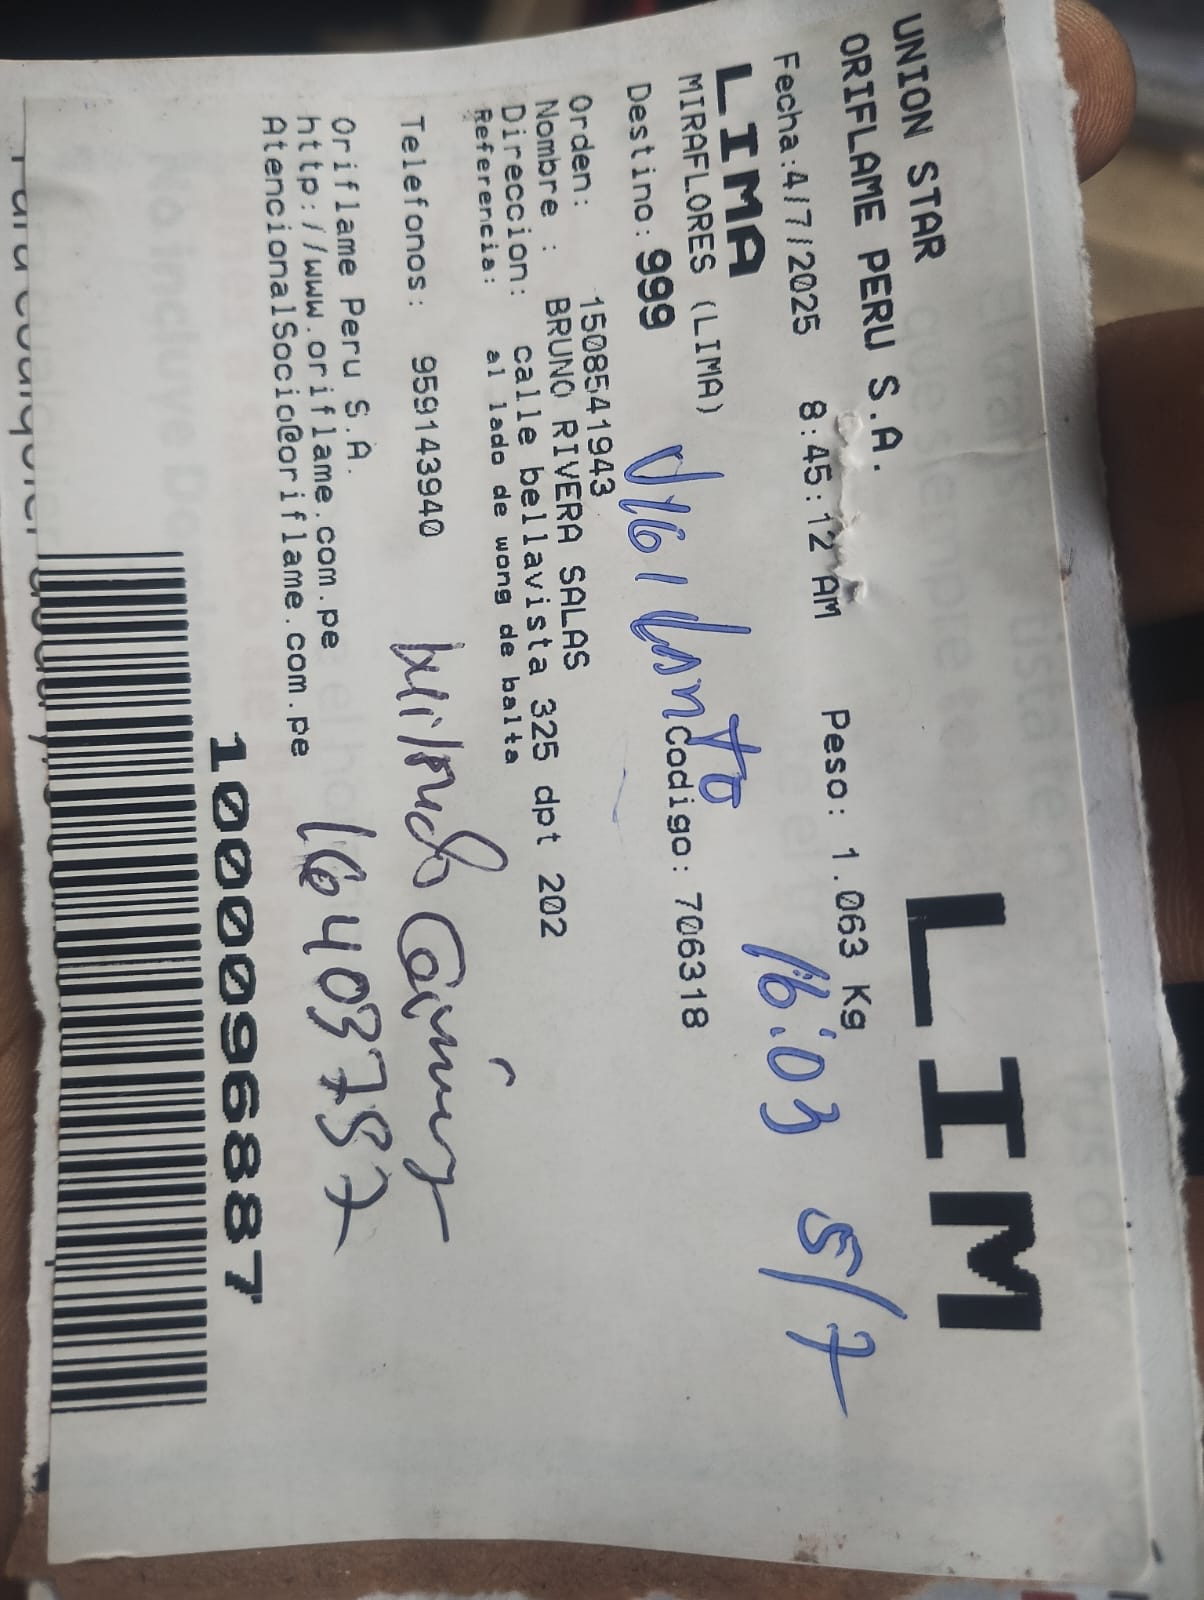 UNION STAR
ORIFLAME PERU S.A.
LIM
Fecha:4/7/2025 8:45:12 AM Peso: 1.063 Kg
LIMA
16:03 5/7
MIRAFLORES (LIMA)
Destino: 999 Codigo: 706318
Orden: 1508541943
Nombre : BRUNO RIVERA SALAS
Direccion: calle bellavista 325 dpt 202
Referencia: al lado de wong de balta
Telefonos: 959143940
16403787
Oriflame Peru S.A.
http://www.oriflame.com.pe
AtencionalSocio@oriflame.com.pe
1000096887